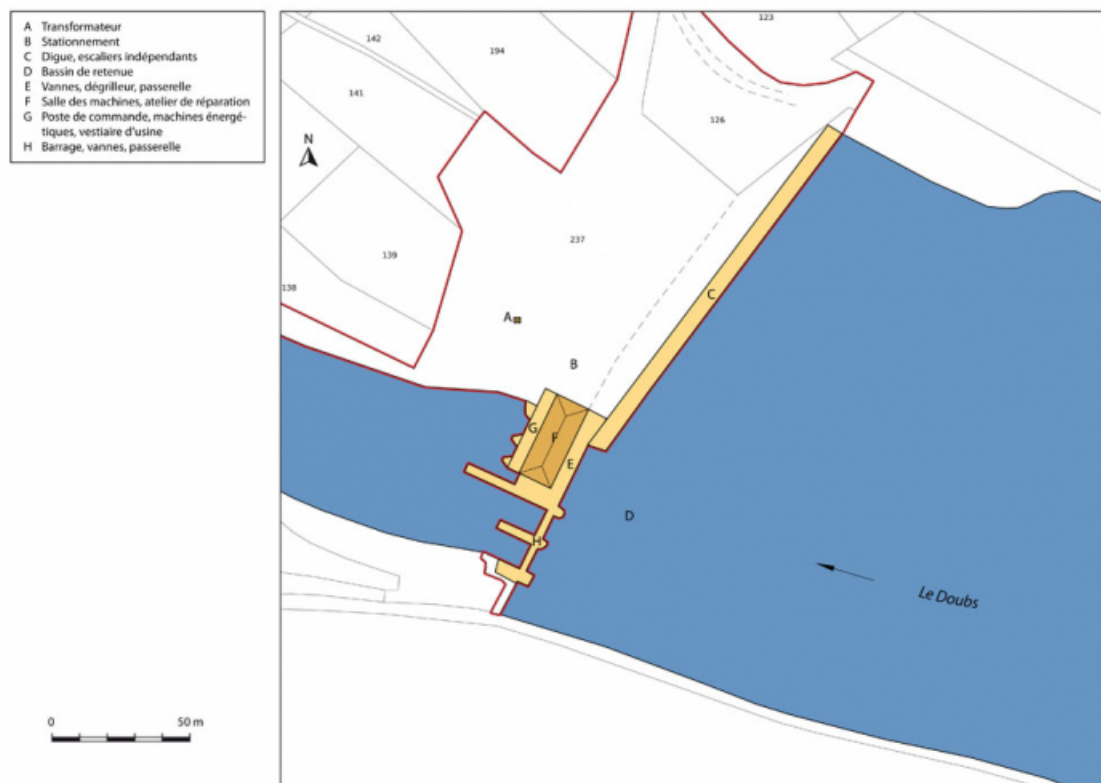 A Transformateur
B Stationnement
C Digue, escaliers indépendants
D Bassin de retenue
E Vannes, dégrilleur, passerelle
F Salle des machines, atelier de réparation
G Poste de commande, machines énergé-
tiques, vestiaire d'usine
H Barrage, vannes, passerelle
123
142
194
141
126
N
237
139
138
C
A
B
G
F
E
D
H
Le Doubs
0 50 m